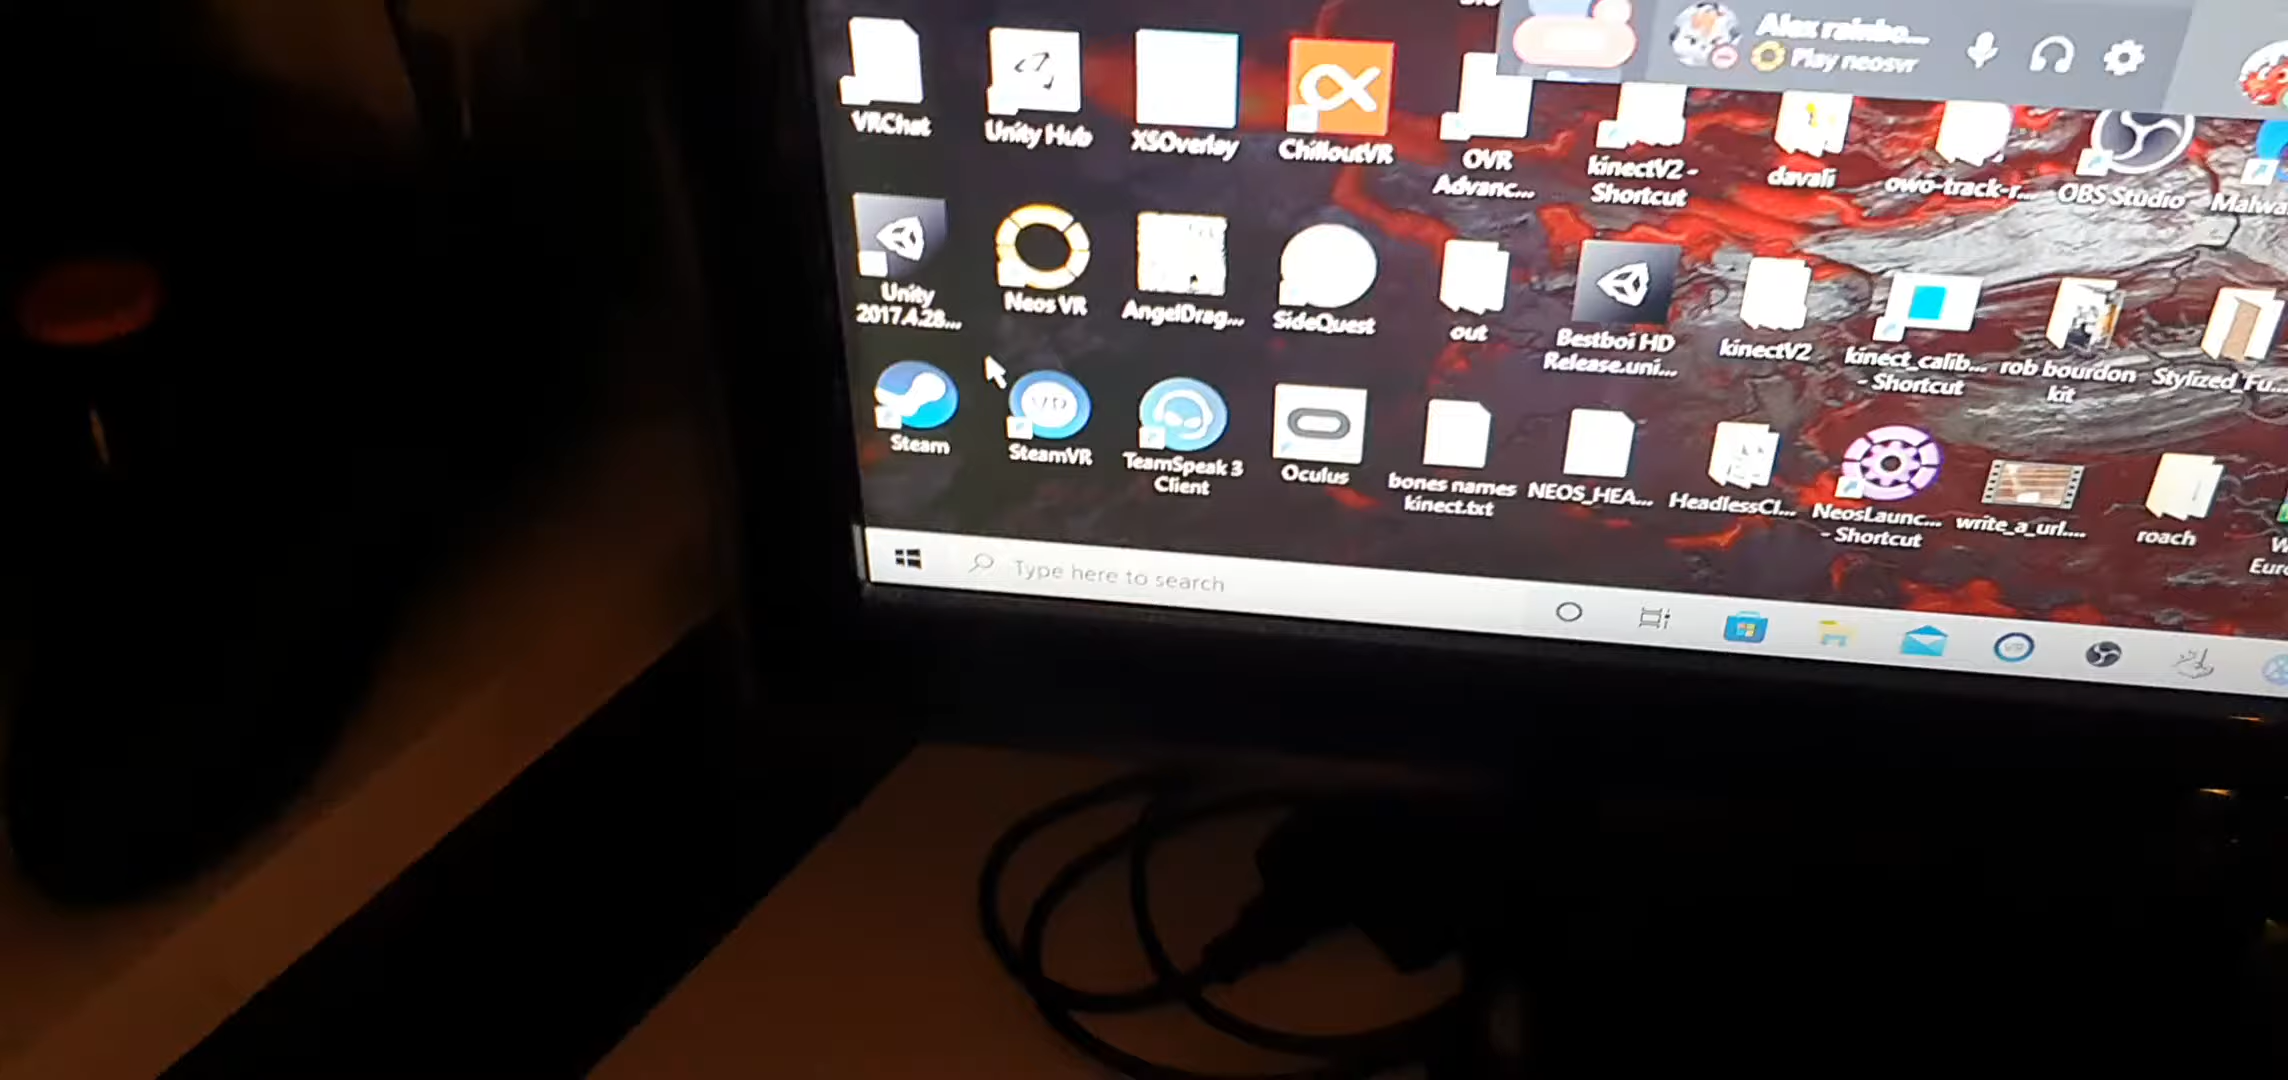 Alex rainbo...
Play neosvr
VRChat
Unity Hub
XSOverlay
ChilloutVR
OVR
Advanc...
kinectV2 -
Shortcut
davali
owo-track-r...
OBS Studio
Malwa
Unity
2017.4.28...
Neos VR
AngelDrag...
SideQuest
out
Bestboi HD
Release.uni...
kinectV2
kinect_calib...
- Shortcut
rob bourdon
kit
Stylized_Fu...
Steam
VR
SteamVR
TeamSpeak 3
Client
Oculus
bones names
kinect.txt
NEOS_HEA...
HeadlessCl...
NeosLaunc...
- Shortcut
write_a_url....
roach
Euro
Type here to search